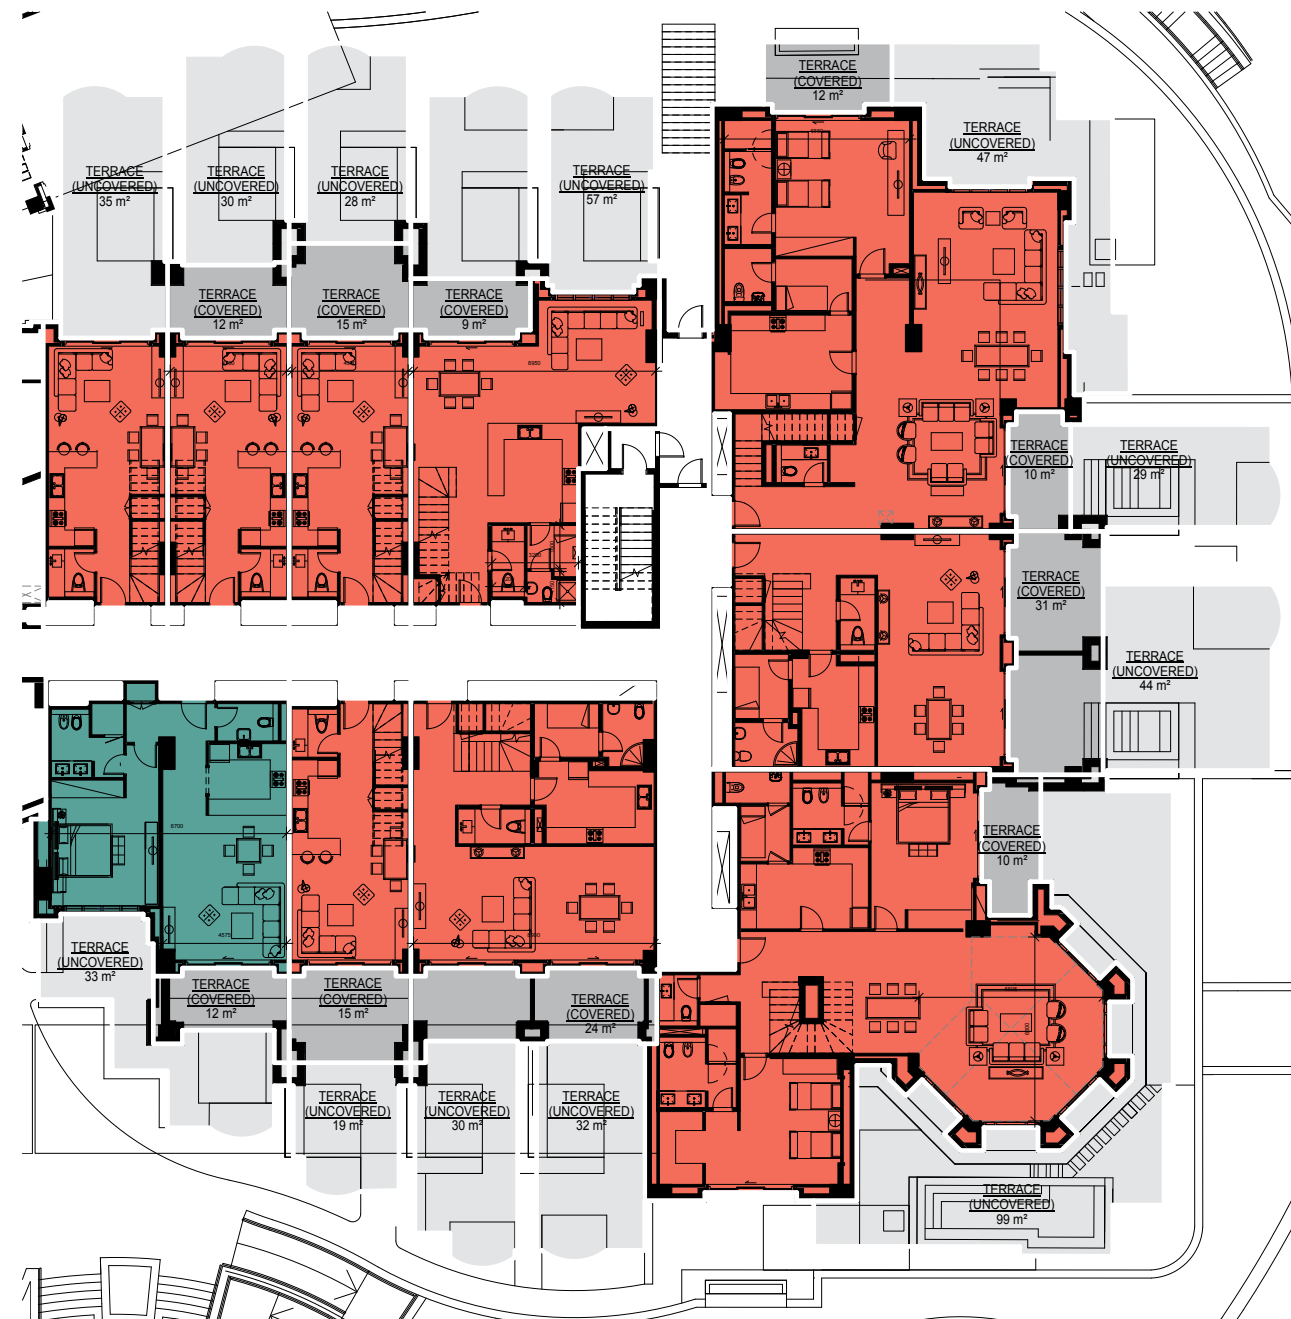 TERRACE
(COVERED)
12 m²
TERRACE
(UNCOVERED)
47 m²
TERRACE
(UNCOVERED)
35 m²
TERRACE
(UNCOVERED)
30 m²
TERRACE
(UNCOVERED)
28 m²
TERRACE
(UNCOVERED)
57 m²
TERRACE
(COVERED)
12 m²
TERRACE
(COVERED)
15 m²
TERRACE
(COVERED)
9 m²
TERRACE
(COVERED)
10 m²
TERRACE
(UNCOVERED)
29 m²
TERRACE
(COVERED)
31 m²
TERRACE
(UNCOVERED)
44 m²
8700
TERRACE
(COVERED)
10 m²
4575
TERRACE
(UNCOVERED)
33 m²
TERRACE
(COVERED)
12 m²
TERRACE
(COVERED)
15 m²
TERRACE
(COVERED)
24 m²
TERRACE
(UNCOVERED)
19 m²
TERRACE
(UNCOVERED)
30 m²
TERRACE
(UNCOVERED)
32 m²
TERRACE
(UNCOVERED)
99 m²